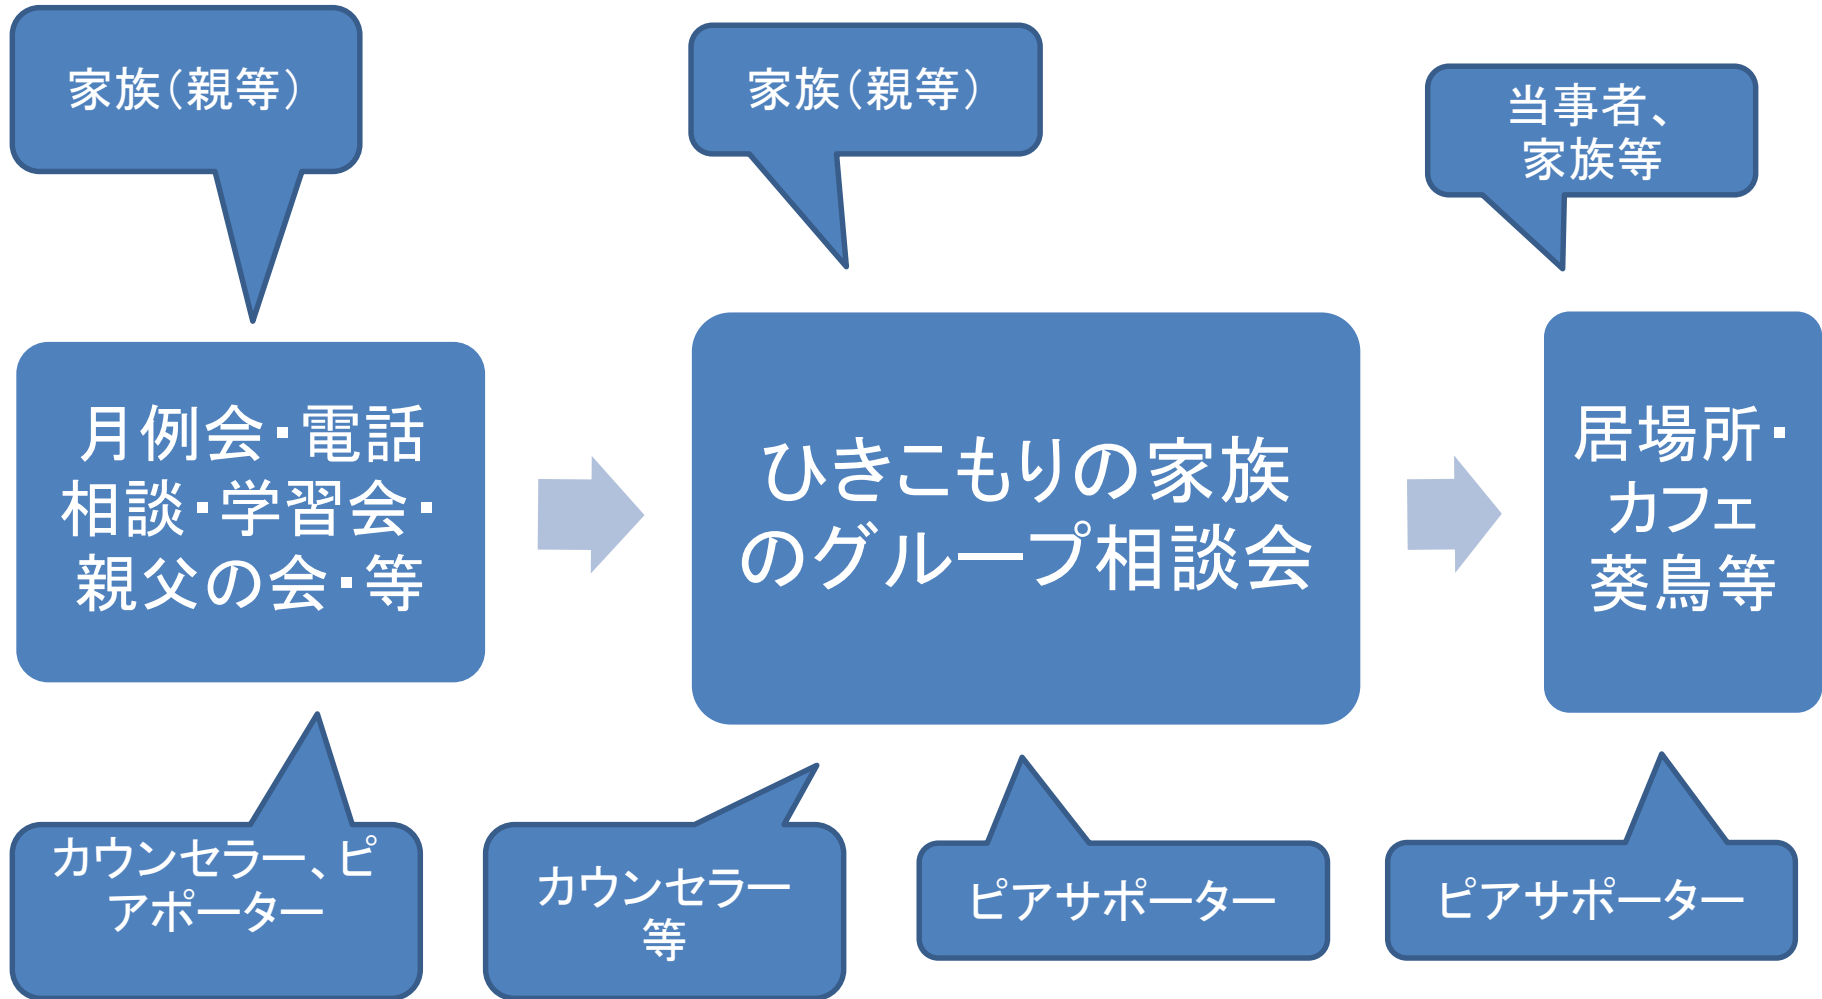 家族(親等)
家族(親等)
当事者、
家族等
月例会・電話
相談・学習会・
親父の会・等
ひきこもりの家族
のグループ相談会
居場所・
カフェ
葵鳥等
カウンセラー、ピ
アポーター
カウンセラー
等
ピアサポーター
ピアサポーター